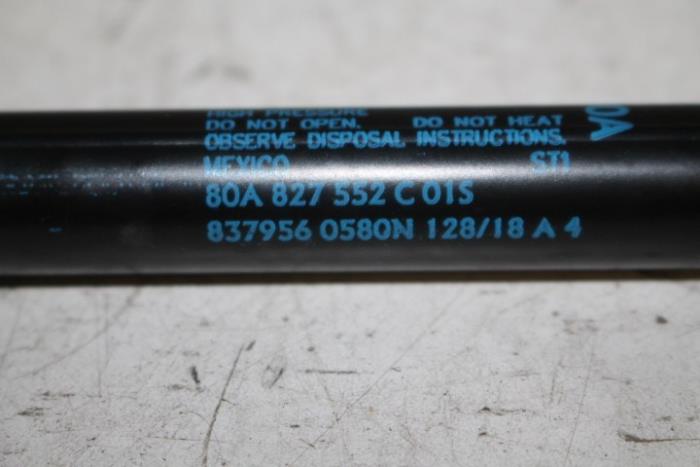 HIGH PRESSURE
DO NOT OPEN. DO NOT HEAT
OBSERVE DISPOSAL INSTRUCTIONS.
MEXICO ST1
80A 827 552 C 01S
837956 0580N 128/18 A 4
0A